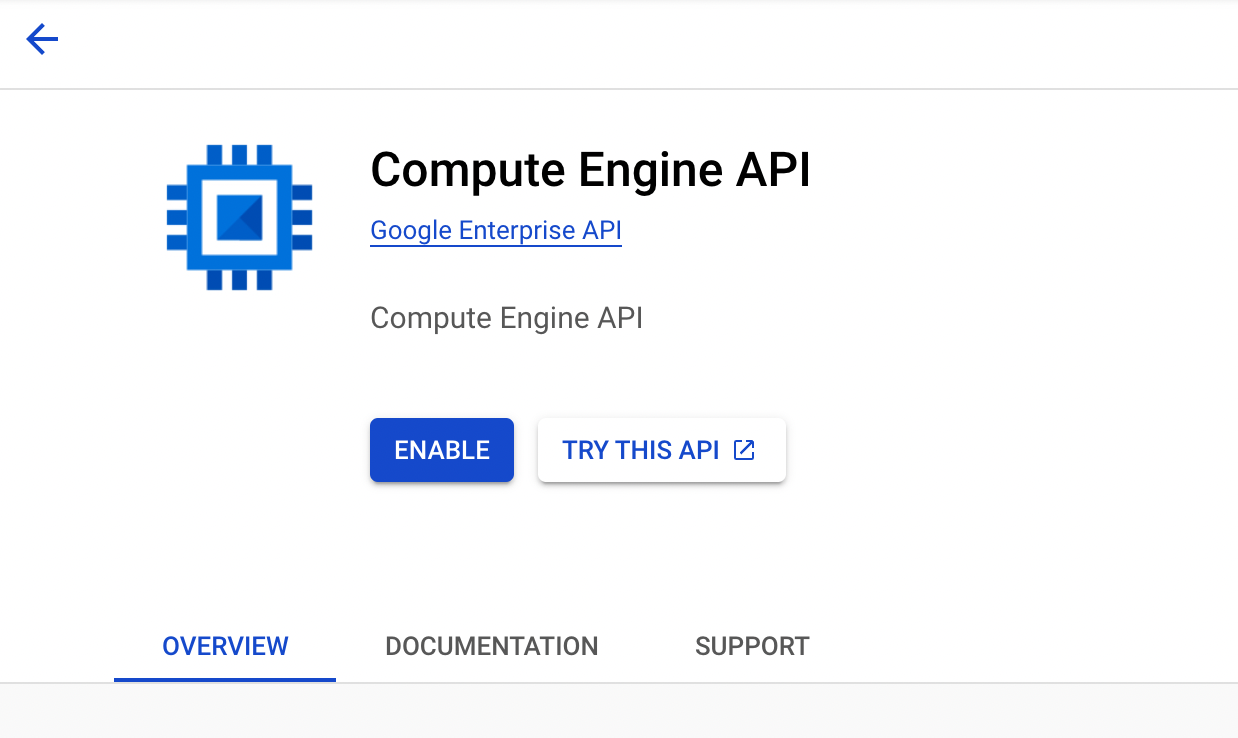 Compute Engine API
Google Enterprise API
Compute Engine API
ENABLE TRY THIS API
OVERVIEW DOCUMENTATION SUPPORT